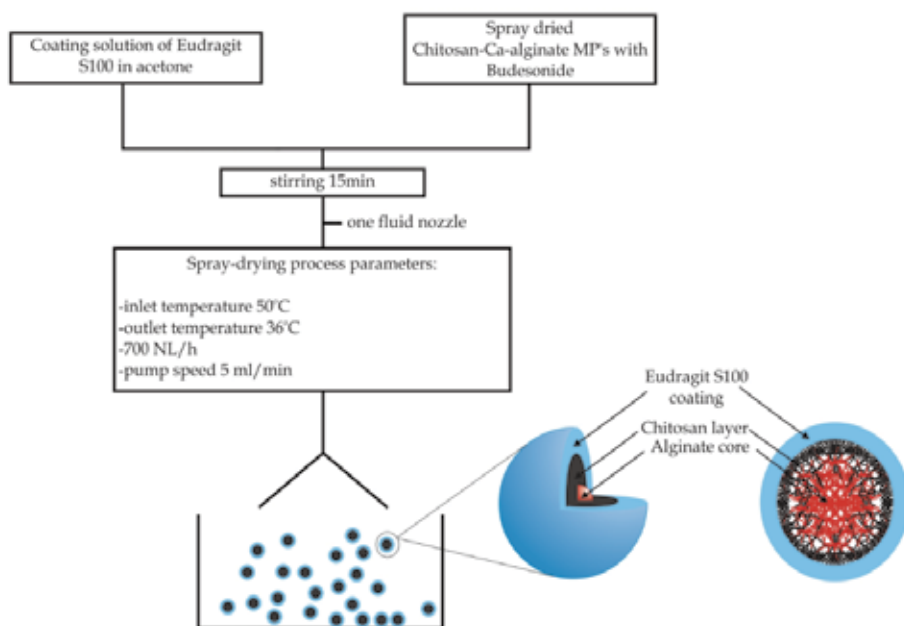 Coating solution of Eudragit
S100 in acetone
Spray dried
Chitosan-Ca-alginate MP's with
Budesonide
stirring 15min
one fluid nozzle
Spray-drying process parameters:
-inlet temperature 50°C
-outlet temperature 36°C
-700 NL/h
-pump speed 5 ml/min
Eudragit S100
coating
Chitosan layer
Alginate core